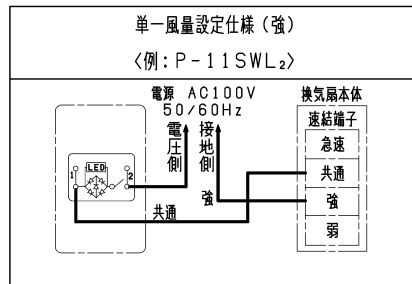 単一風量設定仕様(強)
〈例:P-11SWL₂〉
電源 AC100V
50/60Hz
電圧側
接地側
換気扇本体
速結端子
急速
共通
強
弱
LED
1
2
共通
強